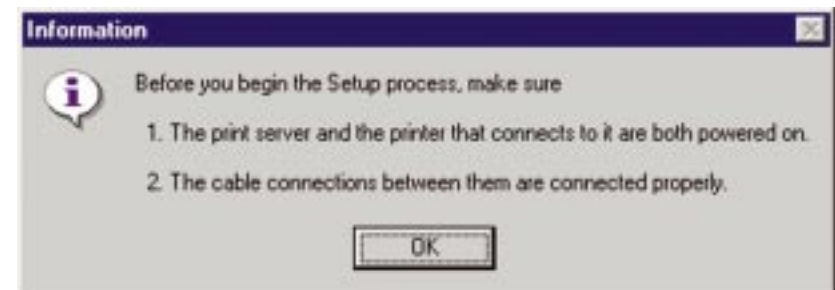 Information
Before you begin the Setup process, make sure
1. The print server and the printer that connects to it are both powered on.
2. The cable connections between them are connected properly.
OK